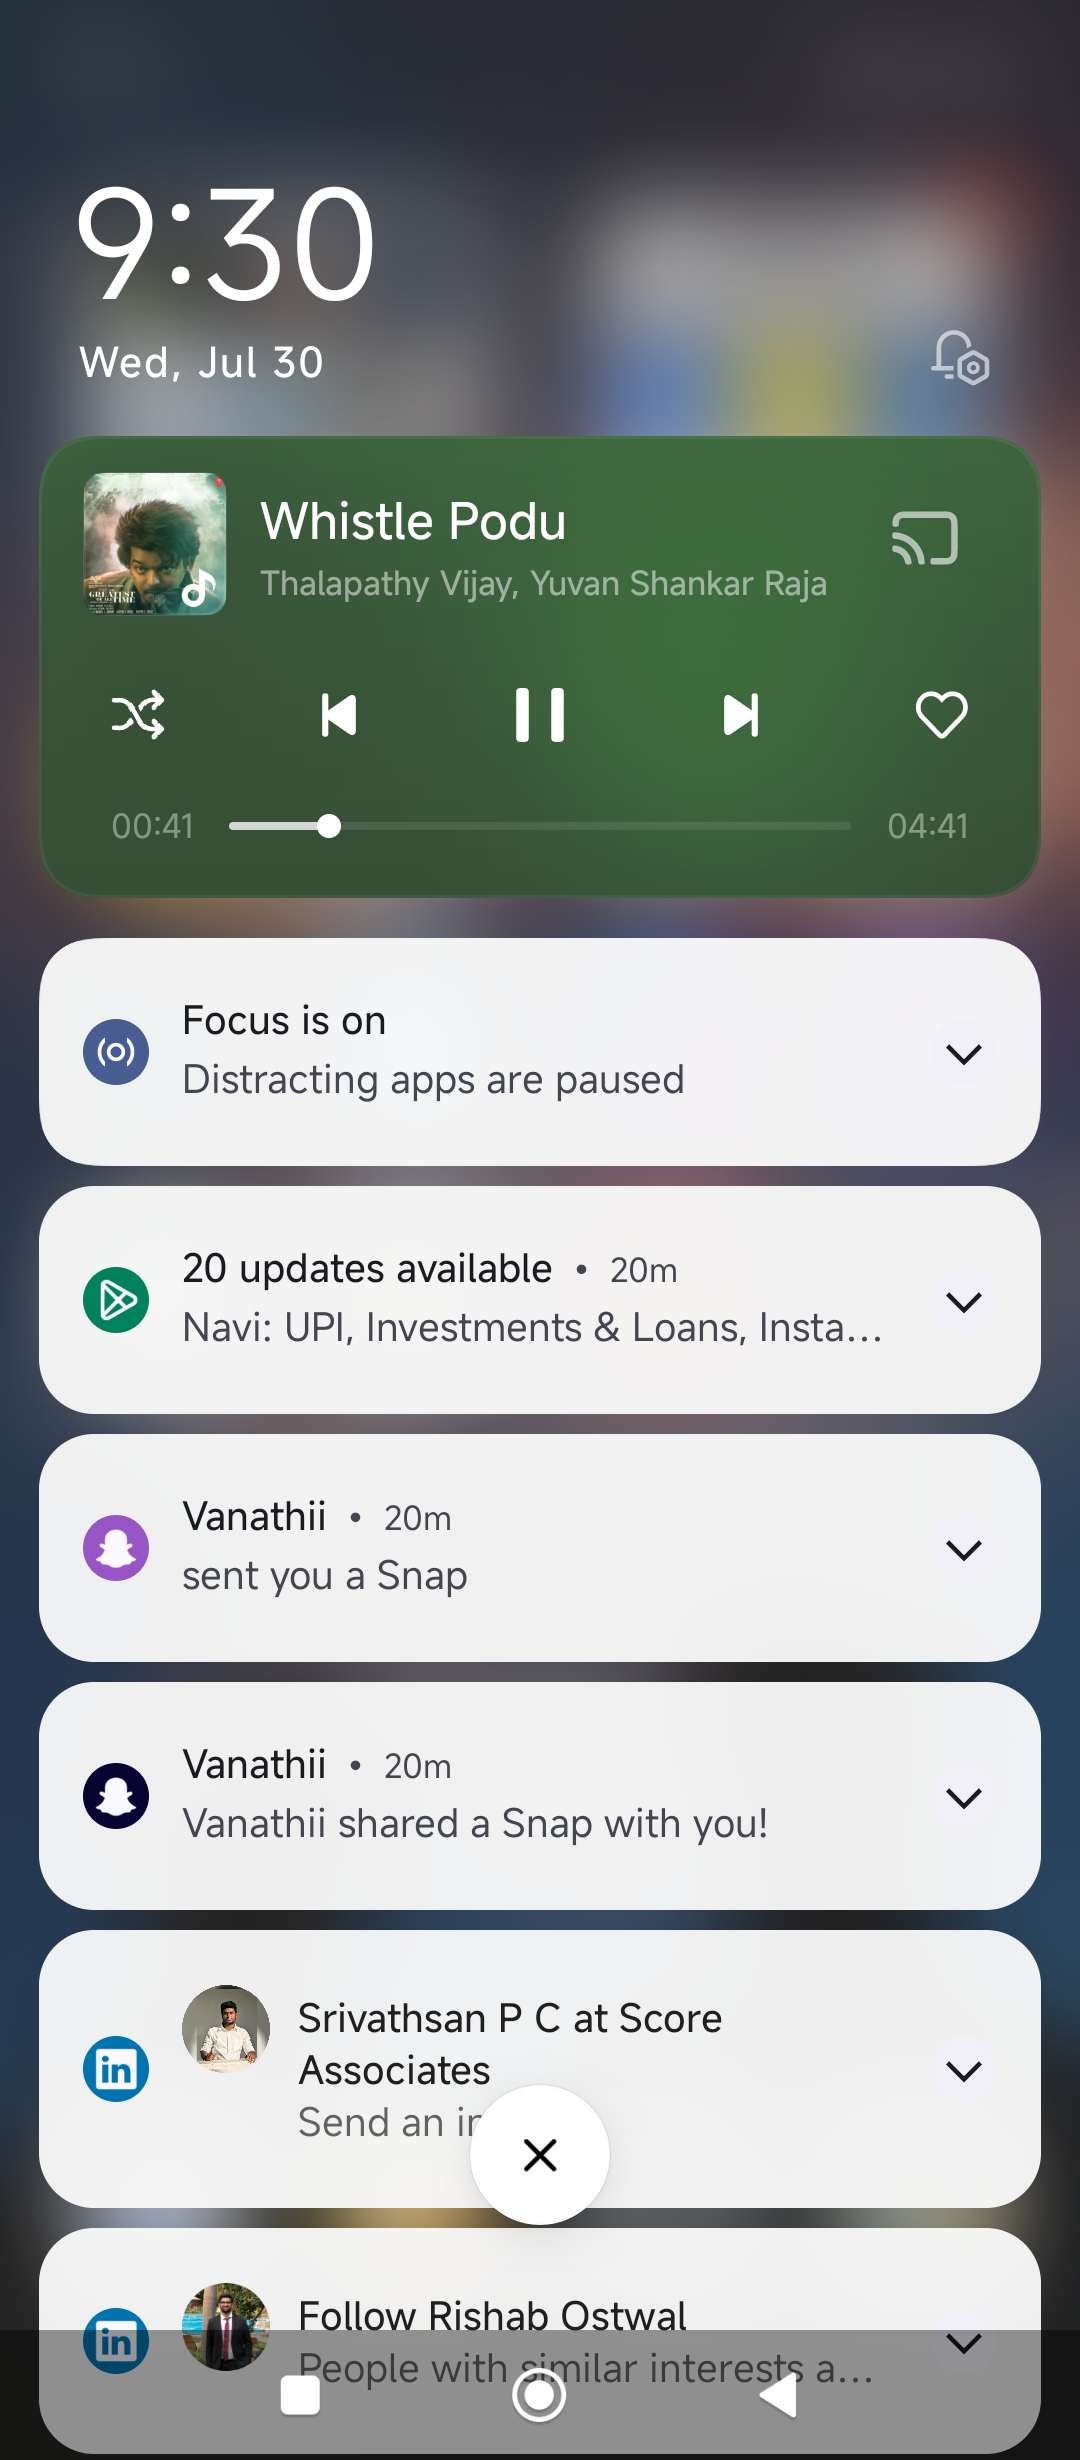 9:30
Wed, Jul 30
Whistle Podu
Thalapathy Vijay, Yuvan Shankar Raja
00:41
04:41
Focus is on
Distracting apps are paused
20 updates available • 20m
Navi: UPI, Investments & Loans, Insta...
Vanathii • 20m
sent you a Snap
Vanathii • 20m
Vanathii shared a Snap with you!
in
Srivathsan P C at Score
Associates
Send an
in
Follow Rishab Ostwal
People with similar interests a...